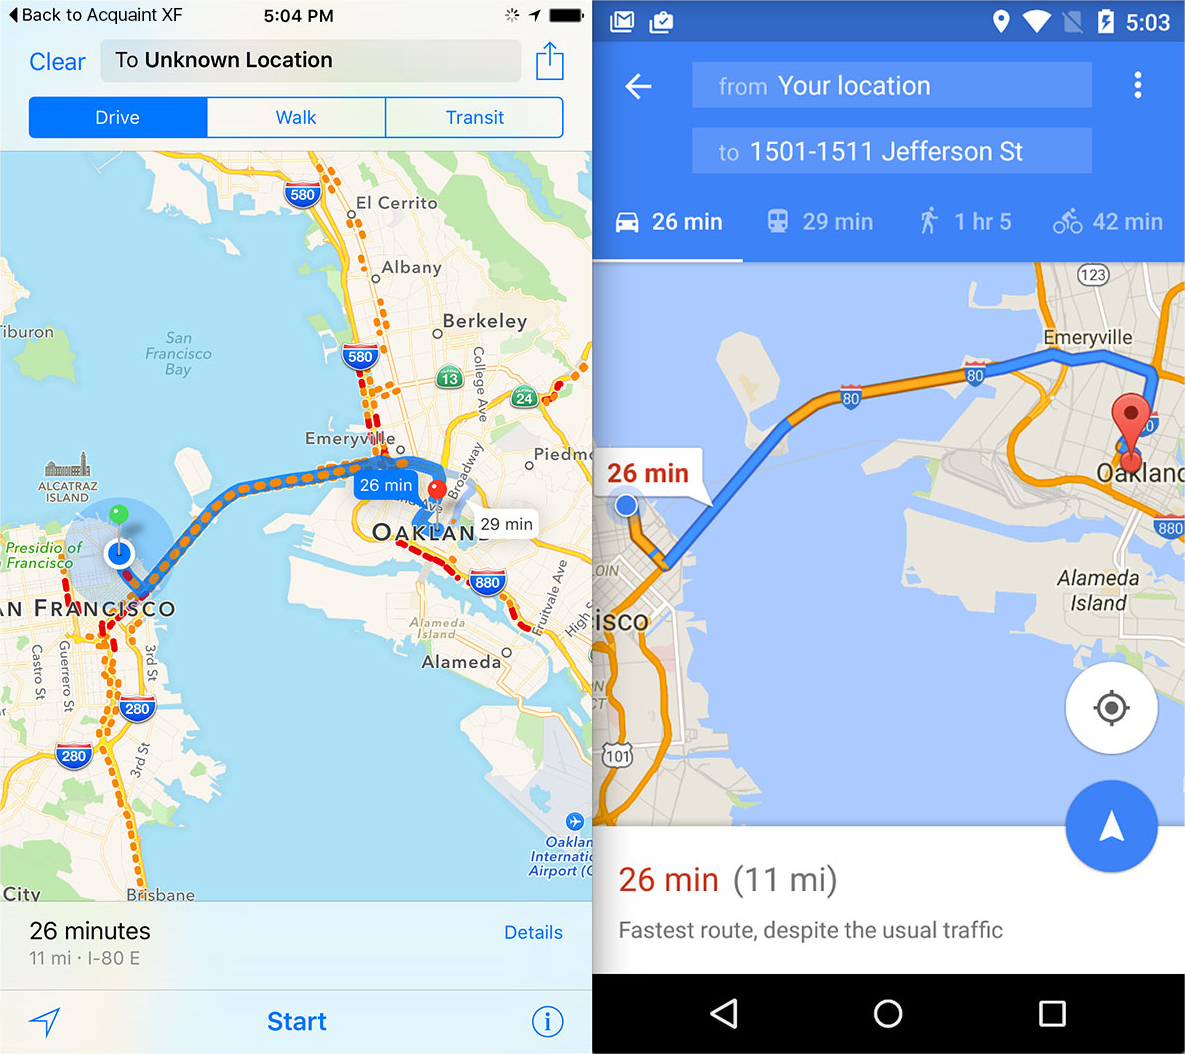 Back to Acquaint XF
5:04 PM
Clear
To Unknown Location
Drive
Walk
Transit
580
El Cerrito
Albany
Tiburon
San
Francisco
Bay
Berkeley
580
13
College Ave
24
Emeryville
Piedm
Broadway
ALCATRAZ
ISLAND
26 min
Ave
29 min
OAKLAND
Presidio of
Francisco
880
AN FRANCISCO
Fruitvale Ave
High S
Alameda
Island
Alameda
Castro St
Guerrero St
3rd St
280
280
3rd St
Oaklan
Internati
Airport (O
City
Brisbane
26 minutes
11 mi · I-80 E
Details
Start
5:03
from Your location
to 1501-1511 Jefferson St
26 min
29 min
1 hr 5
42 min
123
Emeryville
80
80
26 min
Oakland
880
OIN
Alameda
Island
isco
101
26 min (11 mi)
Fastest route, despite the usual traffic